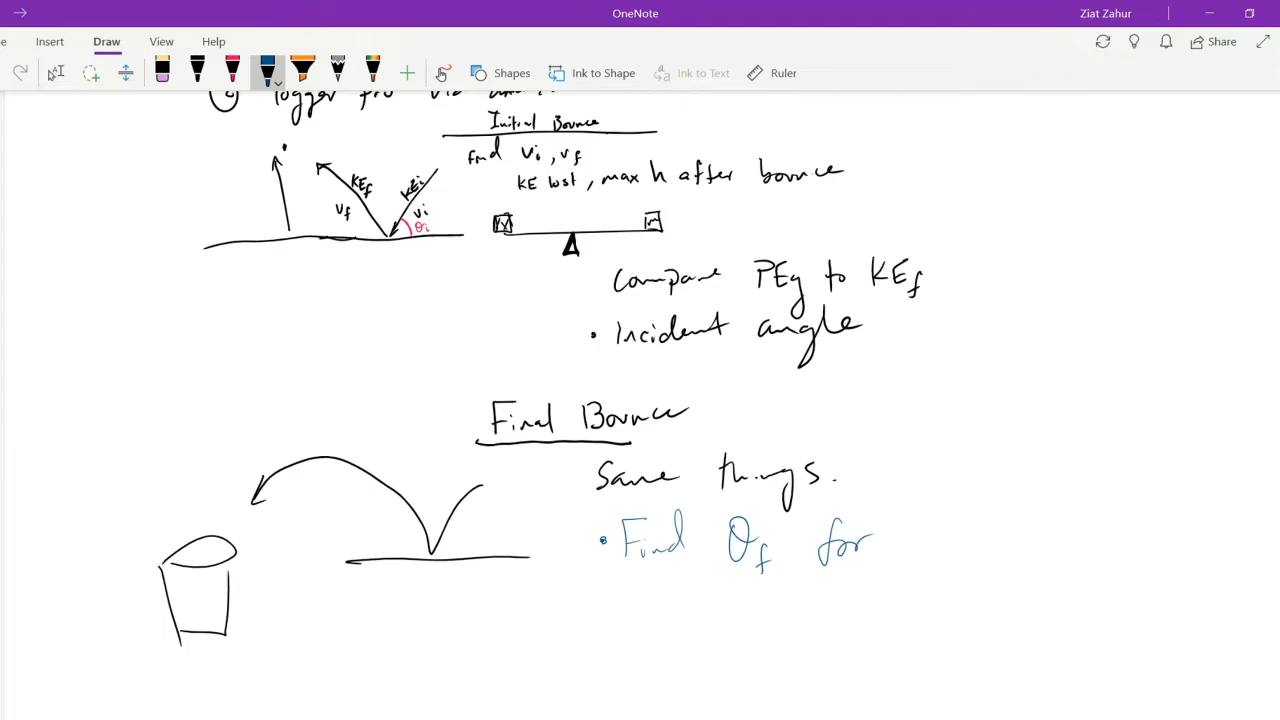 OneNote
Ziat Zahur
Insert Draw View Help
Share
Shapes Ink to Shape Ink to Text Ruler
② logger pro vid
Initial Bounce
find Vi, Vf
KE lost, max h after bounce
KEf KEi
Vf Vi
θi
m m
Compare PEg to KEf
• Incident angle
Final Bounce
Same things.
• Find θf for